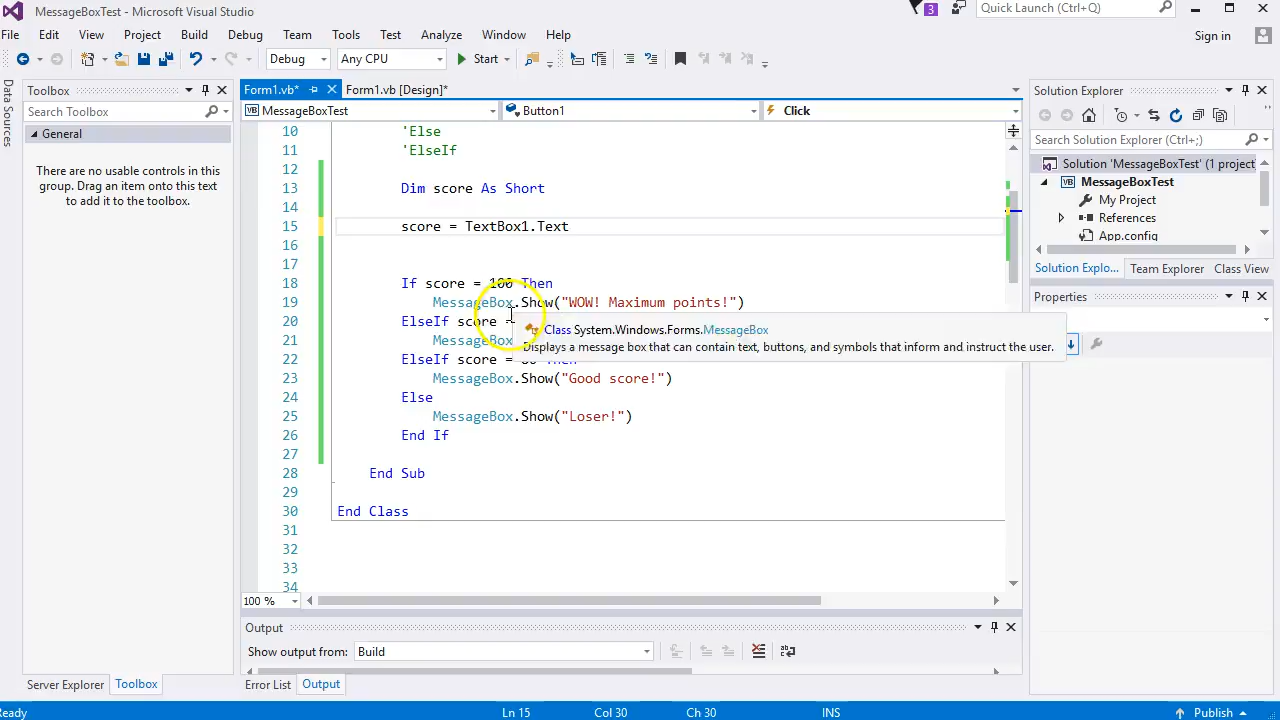 MessageBoxTest - Microsoft Visual Studio
3
Quick Launch (Ctrl+Q)
File Edit View Project Build Debug Team Tools Test Analyze Window Help
Sign in
Debug Any CPU Start
Data Sources
Toolbox
Search Toolbox
General
There are no usable controls in this
group. Drag an item onto this text
to add it to the toolbox.
Server Explorer Toolbox
Form1.vb* Form1.vb [Design]*
MessageBoxTest Button1 Click
10 'Else
11 'ElseIf
12
13 Dim score As Short
14
15 score = TextBox1.Text
16
17
18 If score = 100 Then
19 MessageBox.Show("WOW! Maximum points!")
20 ElseIf score =
Class System.Windows.Forms.MessageBox
21 MessageBox
Displays a message box that can contain text, buttons, and symbols that inform and instruct the user.
22 ElseIf score =
23 MessageBox.Show("Good score!")
24 Else
25 MessageBox.Show("Loser!")
26 End If
27
28 End Sub
29
30 End Class
31
32
33
34
100 %
Output
Show output from: Build
Error List Output
Solution Explorer
Search Solution Explorer (Ctrl+;)
Solution 'MessageBoxTest' (1 project
MessageBoxTest
My Project
References
App.config
Solution Explo... Team Explorer Class View
Properties
Ready Ln 15 Col 30 Ch 30 INS Publish